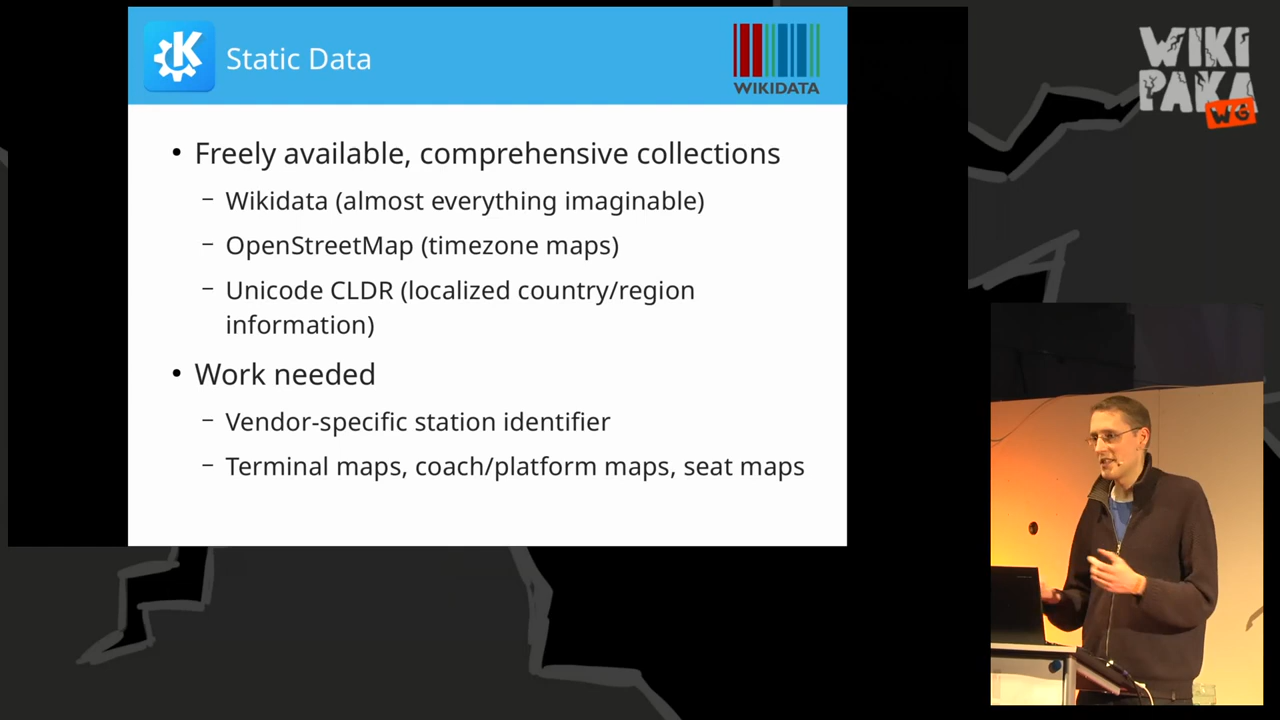 Static Data
WIKIDATA
WIKI
PAKA
WG
• Freely available, comprehensive collections
– Wikidata (almost everything imaginable)
– OpenStreetMap (timezone maps)
– Unicode CLDR (localized country/region
information)
• Work needed
– Vendor-specific station identifier
– Terminal maps, coach/platform maps, seat maps